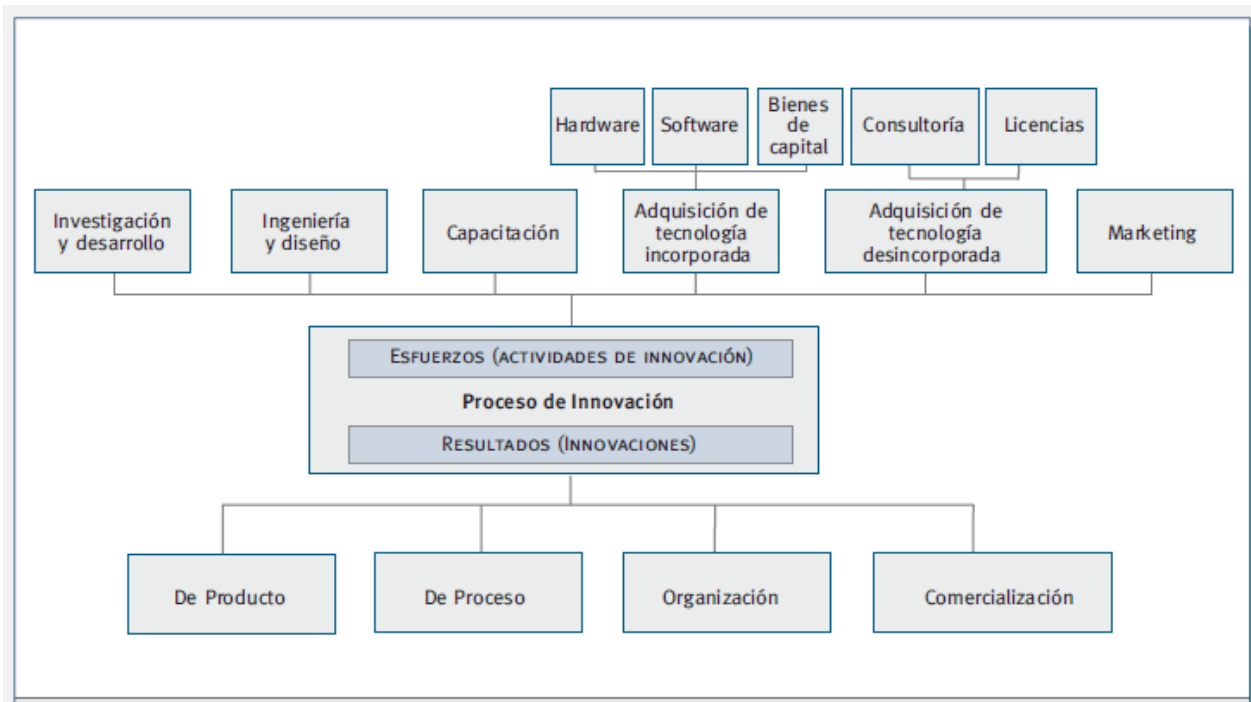 Hardware
Software
Bienes
de
capital
Consultoría
Licencias
Investigación
y desarrollo
Ingeniería
y diseño
Capacitación
Adquisición de
tecnología
incorporada
Adquisición de
tecnología
desincorporada
Marketing
Esfuerzos (actividades de innovación)
Proceso de Innovación
Resultados (Innovaciones)
De Producto
De Proceso
Organización
Comercialización